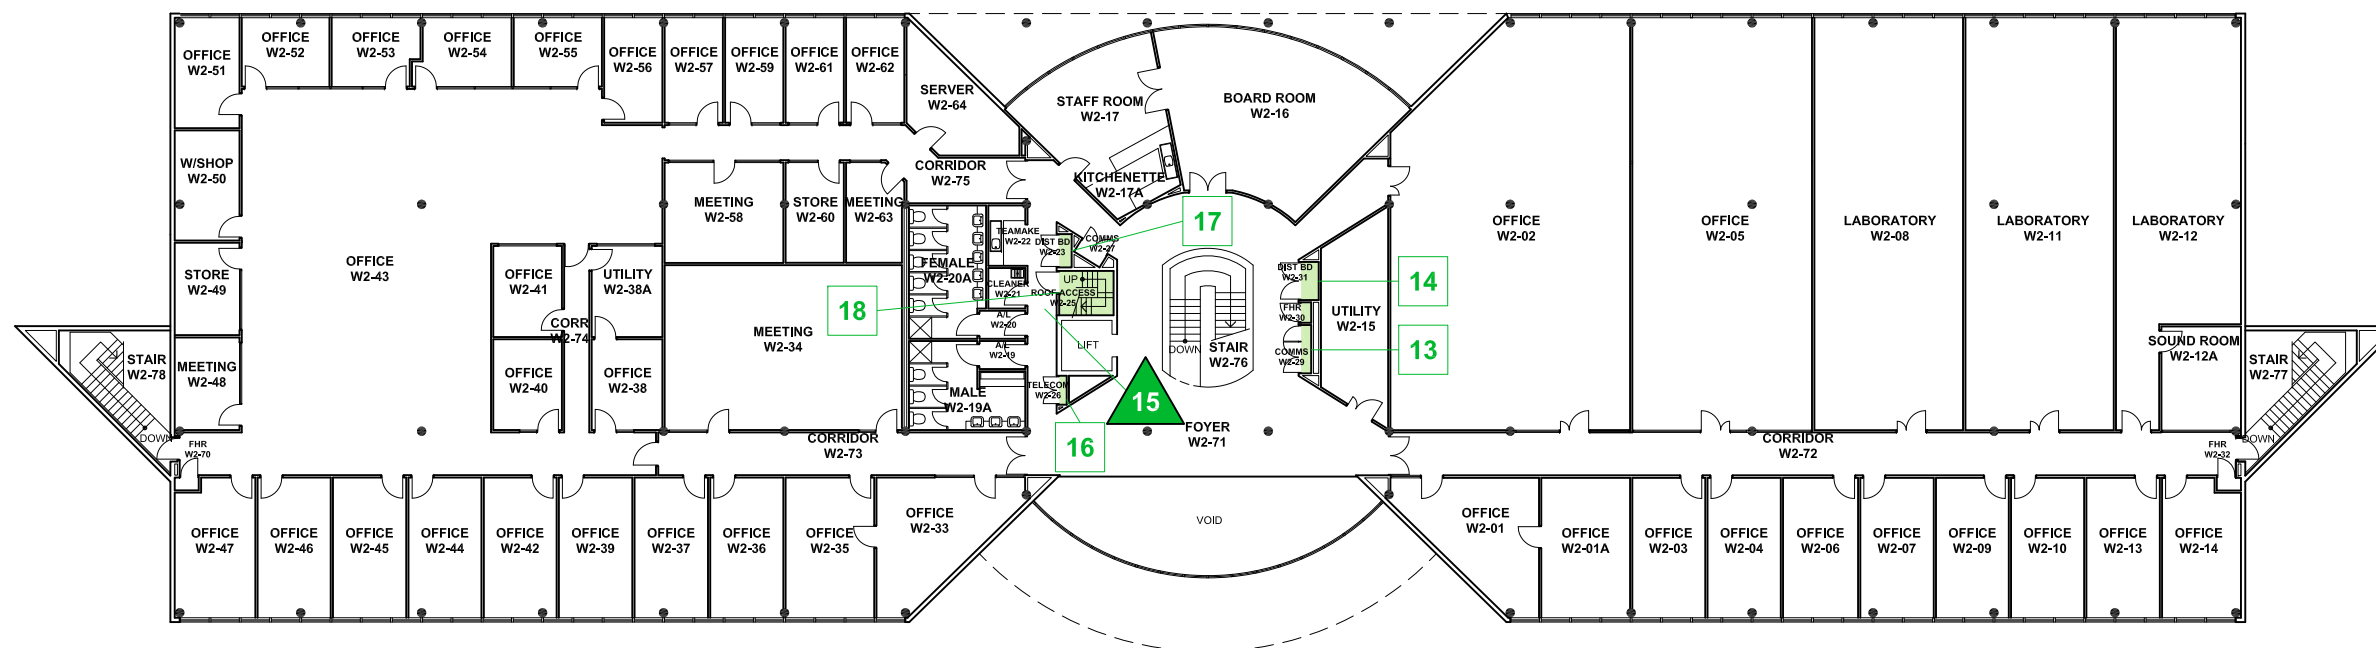 OFFICE
W2-51
OFFICE
W2-52
OFFICE
W2-53
OFFICE
W2-54
OFFICE
W2-55
OFFICE
W2-56
OFFICE
W2-57
OFFICE
W2-59
OFFICE
W2-61
OFFICE
W2-62
SERVER
W2-64
STAFF ROOM
W2-17
BOARD ROOM
W2-16
KITCHENETTE
W2-17A
CORRIDOR
W2-75
W/SHOP
W2-50
MEETING
W2-58
STORE
W2-60
MEETING
W2-63
OFFICE
W2-43
STORE
W2-49
OFFICE
W2-41
UTILITY
W2-38A
CORR
W2-74
MEETING
W2-34
FEMALE
W2-20A
TEAMAKE
W2-22
CLEANER
W2-21
A/L
W2-20
A/L
W2-19
MALE
W2-19A
DIST BD
W2-23
COMMS
W2-27
UP
ROOF ACCESS
W2-25
LIFT
TELECOM
W2-26
17
18
15
16
14
13
DOWN
STAIR
W2-76
DIST BD
W2-31
FHR
W2-30
COMMS
W2-29
UTILITY
W2-15
OFFICE
W2-02
OFFICE
W2-05
LABORATORY
W2-08
LABORATORY
W2-11
LABORATORY
W2-12
SOUND ROOM
W2-12A
STAIR
W2-77
DOWN
FHR
W2-32
STAIR
W2-78
DOWN
FHR
W2-70
MEETING
W2-48
OFFICE
W2-40
OFFICE
W2-38
CORRIDOR
W2-73
FOYER
W2-71
CORRIDOR
W2-72
OFFICE
W2-47
OFFICE
W2-46
OFFICE
W2-45
OFFICE
W2-44
OFFICE
W2-42
OFFICE
W2-39
OFFICE
W2-37
OFFICE
W2-36
OFFICE
W2-35
OFFICE
W2-33
VOID
OFFICE
W2-01
OFFICE
W2-01A
OFFICE
W2-03
OFFICE
W2-04
OFFICE
W2-06
OFFICE
W2-07
OFFICE
W2-09
OFFICE
W2-10
OFFICE
W2-13
OFFICE
W2-14